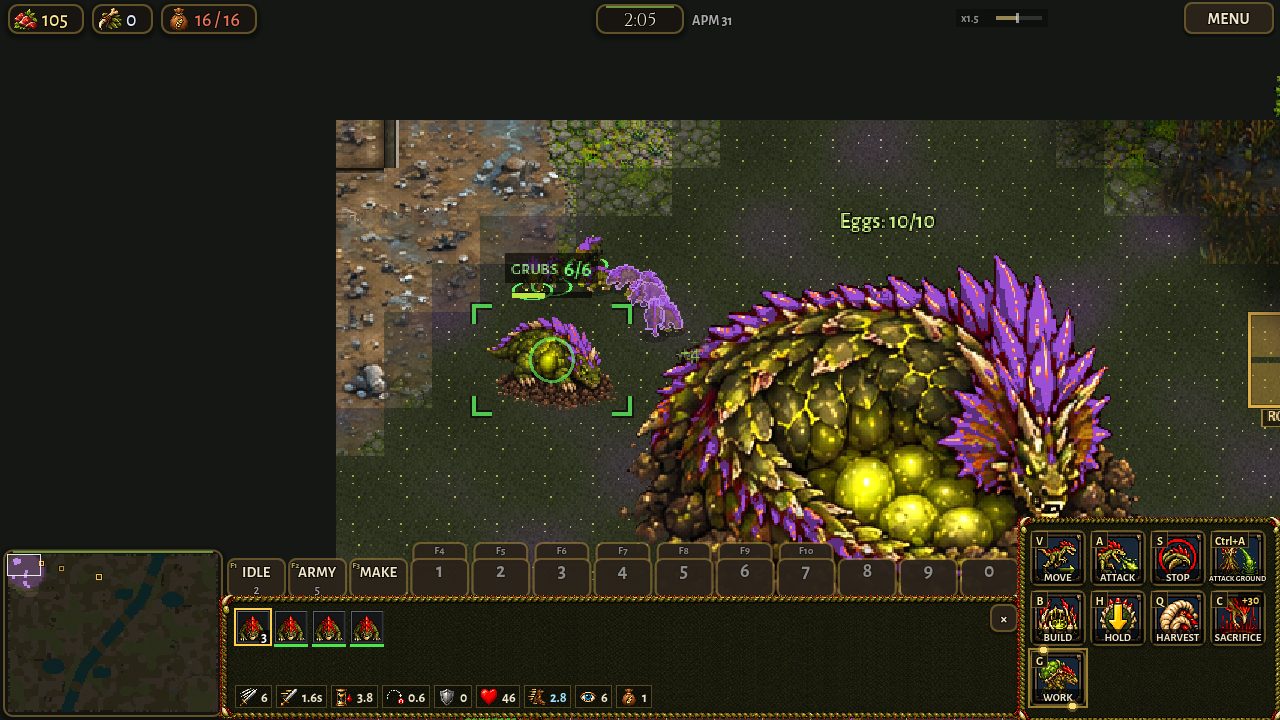 105
0
16/16
2:05
APM 31
x1.5
MENU
Eggs: 10/10
GRUBS 6/6
+4
F1 IDLE 2
F2 ARMY 5
MAKE
F4 1
F5 2
F6 3
F7 4
F8 5
F9 6
F10 7
8
9
0
3
×
6
1.6s
3.8
0.6
0
46
2.8
6
1
V MOVE
A ATTACK
S STOP
Ctrl+A ATTACK GROUND
B BUILD
H HOLD
Q HARVEST
C +30 SACRIFICE
G WORK